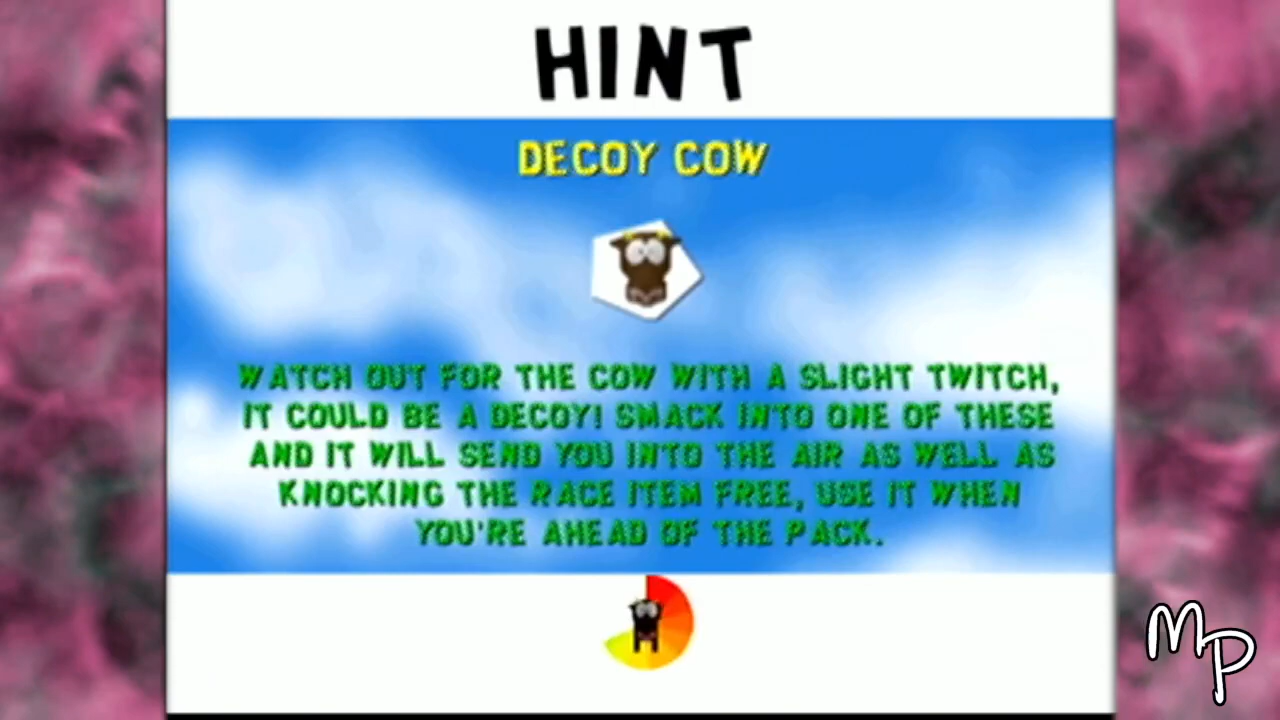 HINT
DECOY COW
WATCH OUT FOR THE COW WITH A SLIGHT TWITCH,
IT COULD BE A DECOY! SMACK INTO ONE OF THESE
AND IT WILL SEND YOU INTO THE AIR AS WELL AS
KNOCKING THE RACE ITEM FREE, USE IT WHEN
YOU'RE AHEAD OF THE PACK.
MP